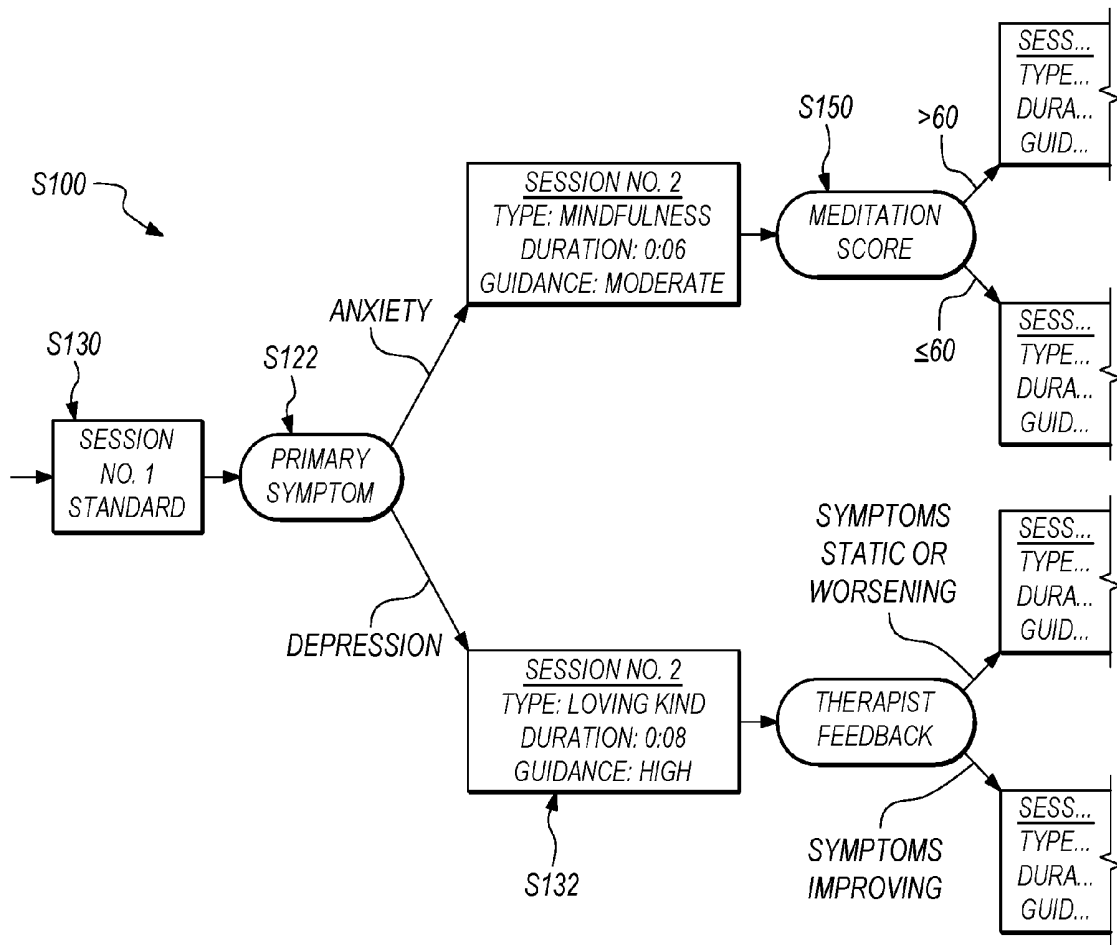 S100
S130
SESSION
NO. 1
STANDARD
S122
PRIMARY
SYMPTOM
ANXIETY
DEPRESSION
SESSION NO. 2
TYPE: MINDFULNESS
DURATION: 0:06
GUIDANCE: MODERATE
S150
MEDITATION
SCORE
>60
≤60
SESS...
TYPE...
DURA...
GUID...
SESS...
TYPE...
DURA...
GUID...
SESSION NO. 2
TYPE: LOVING KIND
DURATION: 0:08
GUIDANCE: HIGH
S132
THERAPIST
FEEDBACK
SYMPTOMS
STATIC OR
WORSENING
SYMPTOMS
IMPROVING
SESS...
TYPE...
DURA...
GUID...
SESS...
TYPE...
DURA...
GUID...